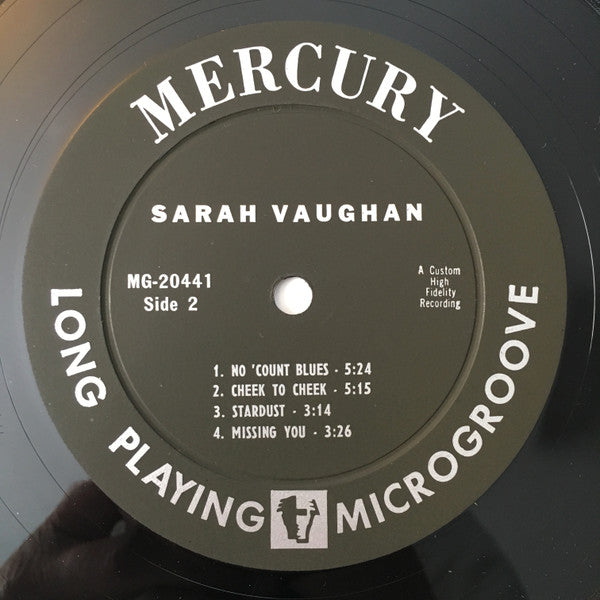 MERCURY
SARAH VAUGHAN
MG-20441
Side 2
A Custom
High
Fidelity
Recording
1. NO 'COUNT BLUES - 5:24
2. CHEEK TO CHEEK - 5:15
3. STARDUST - 3:14
4. MISSING YOU - 3:26
LONG PLAYING MICROGROOVE